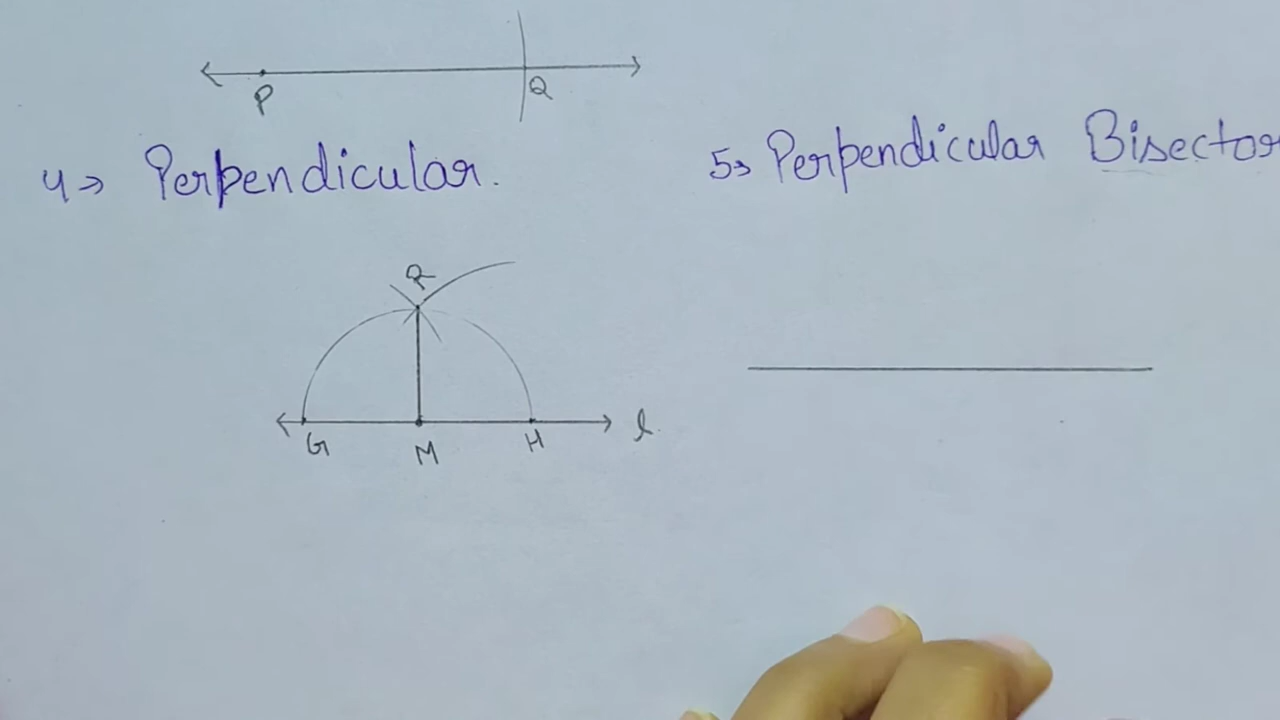 P Q
4⇒ Perpendicular.
5⇒ Perpendicular Bisector
R
G M H l